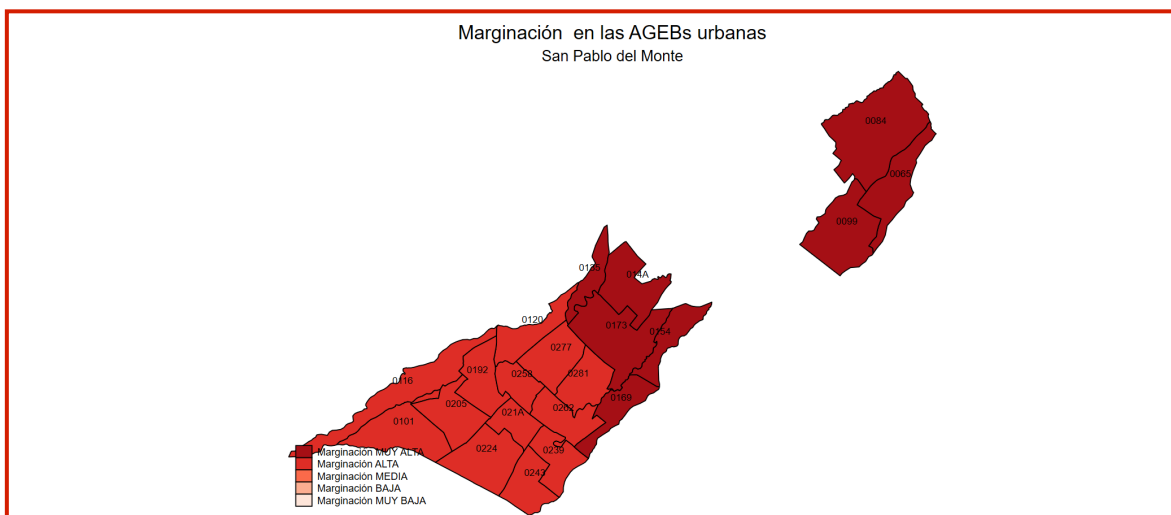 Marginación  en las AGEBs urbanas
San Pablo del Monte
0084
0065
0099
0135
014A
0120
0173
0154
0277
0192
0258
0281
0116
0205
021A
0262
0169
0101
0224
0239
0243
Marginación MUY ALTA
Marginación ALTA
Marginación MEDIA
Marginación BAJA
Marginación MUY BAJA